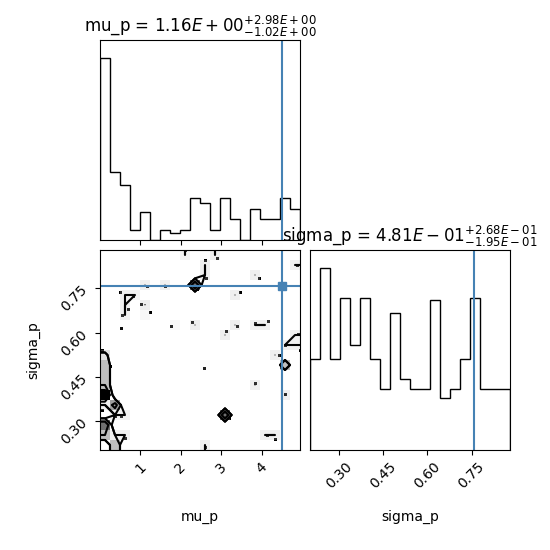 mu_p = 1.16E+00+2.98E+00−1.02E+00
sigma_p = 4.81E−01+2.68E−01−1.95E−01
0.75
0.60
0.45
0.30
sigma_p
1 2 3 4
mu_p
0.30 0.45 0.60 0.75
sigma_p